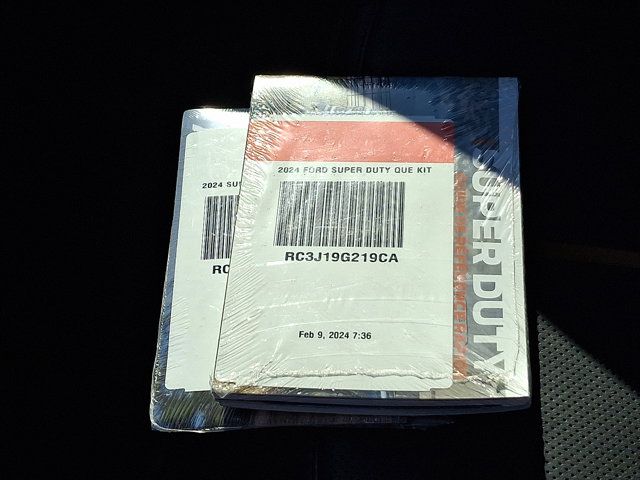 2024 FORD SUPER DUTY QUE KIT
RC3J19G219CA
Feb 9, 2024 7:36
SUPER DUTY
2024 SU
RC